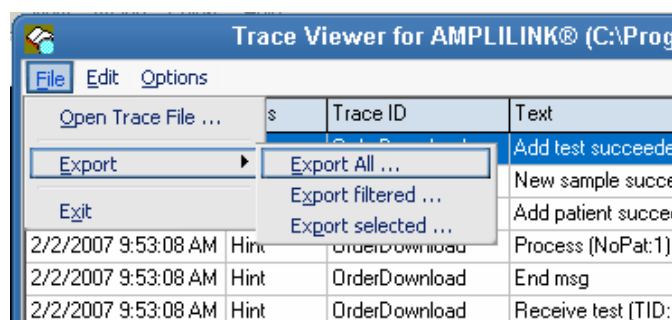 Trace Viewer for AMPLILINK® (C:\Prog
File Edit Options
Open Trace File ...
Export
Exit
Export All ...
Export filtered ...
Export selected ...
s Trace ID Text
OrderDownload Add test succeede
New sample succe
Add patient succee
2/2/2007 9:53:08 AM Hint OrderDownload Process (NoPat:1)
2/2/2007 9:53:08 AM Hint OrderDownload End msg
2/2/2007 9:53:08 AM Hint OrderDownload Receive test (TID: